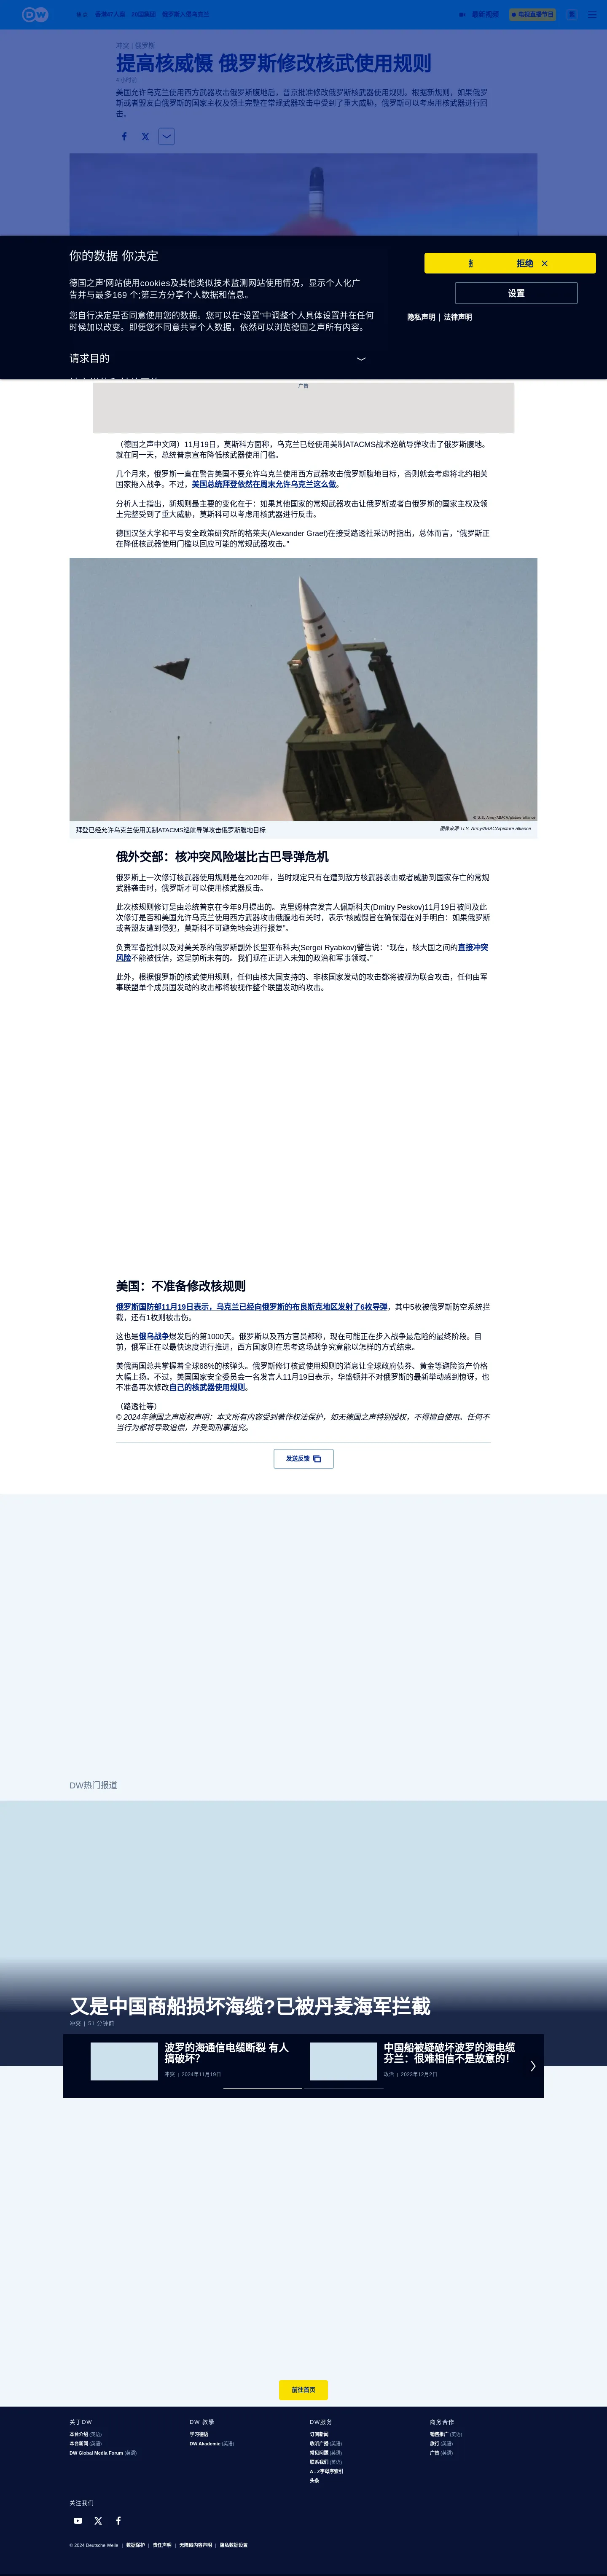 DW
最新视频
电视直播节目
冲突 | 俄罗斯
提高核威慑 俄罗斯修改核武使用规则
4 小时前
美国允许乌克兰使用西方武器攻击俄罗斯腹地后，普京批准修改俄罗斯核武器使用规则。根据新规则，如果俄罗
斯或者盟友白俄罗斯的国家主权及领土完整在常规武器攻击中受到了重大威胁，俄罗斯可以考虑用核武器进行回
击。
你的数据 你决定
拒绝
德国之声'网站使用cookies及其他类似技术监测网站使用情况，显示个人化广
告并与最多169 个;第三方分享个人数据和信息。
设置
您自行决定是否同意使用您的数据。您可以在“设置”中调整个人具体设置并在任何
时候加以改变。即便您不同意共享个人数据，依然可以浏览德国之声所有内容。
隐私声明 | 法律声明
请求目的
广告
（德国之声中文网）11月19日，莫斯科方面称，乌克兰已经使用美制ATACMS战术巡航导弹攻击了俄罗斯腹地。
就在同一天，总统普京宣布降低核武器使用门槛。
几个月来，俄罗斯一直在警告美国不要允许乌克兰使用西方武器攻击俄罗斯腹地目标，否则就会考虑将北约相关
国家拖入战争。不过，美国总统拜登依然在周末允许乌克兰这么做。
分析人士指出，新规则最主要的变化在于：如果其他国家的常规武器攻击让俄罗斯或者白俄罗斯的国家主权及领
土完整受到了重大威胁，莫斯科可以考虑用核武器进行反击。
德国汉堡大学和平与安全政策研究所的格莱夫(Alexander Graef)在接受路透社采访时指出，总体而言，“俄罗斯正
在降低核武器使用门槛以回应可能的常规武器攻击。”
© U.S. Army/ABACA/picture alliance
拜登已经允许乌克兰使用美制ATACMS巡航导弹攻击俄罗斯腹地目标
图像来源: U.S. Army/ABACA/picture alliance
俄外交部：核冲突风险堪比古巴导弹危机
俄罗斯上一次修订核武器使用规则是在2020年，当时规定只有在遭到敌方核武器袭击或者威胁到国家存亡的常规
武器袭击时，俄罗斯才可以使用核武器反击。
此次核规则修订是由总统普京在今年9月提出的。克里姆林宫发言人佩斯科夫(Dmitry Peskov)11月19日被问及此
次修订是否和美国允许乌克兰使用西方武器攻击俄腹地有关时，表示“核威慑旨在确保潜在对手明白：如果俄罗斯
或者盟友遭到侵犯，莫斯科不可避免地会进行报复”。
负责军备控制以及对美关系的俄罗斯副外长里亚布科夫(Sergei Ryabkov)警告说：“现在，核大国之间的直接冲突
风险不能被低估，这是前所未有的。我们现在正进入未知的政治和军事领域。”
此外，根据俄罗斯的核武使用规则，任何由核大国支持的、非核国家发动的攻击都将被视为联合攻击，任何由军
事联盟单个成员国发动的攻击都将被视作整个联盟发动的攻击。
美国：不准备修改核规则
俄罗斯国防部11月19日表示，乌克兰已经向俄罗斯的布良斯克地区发射了6枚导弹，其中5枚被俄罗斯防空系统拦
截，还有1枚则被击伤。
这也是俄乌战争爆发后的第1000天。俄罗斯以及西方官员都称，现在可能正在步入战争最危险的最终阶段。目
前，俄军正在以最快速度进行推进，西方国家则在思考这场战争究竟能以怎样的方式结束。
美俄两国总共掌握着全球88%的核弹头。俄罗斯修订核武使用规则的消息让全球政府债券、黄金等避险资产价格
大幅上扬。不过，美国国家安全委员会一名发言人11月19日表示，华盛顿并不对俄罗斯的最新举动感到惊讶，也
不准备再次修改自己的核武器使用规则。
（路透社等）
© 2024年德国之声版权声明：本文所有内容受到著作权法保护，如无德国之声特别授权，不得擅自使用。任何不
当行为都将导致追偿，并受到刑事追究。
发送反馈
DW热门报道
又是中国商船损坏海缆?已被丹麦海军拦截
冲突 | 51 分钟前
波罗的海通信电缆断裂 有人
搞破坏？
冲突 | 2024年11月19日
中国船被疑破坏波罗的海电缆
芬兰：很难相信不是故意的！
政治 | 2023年12月2日
前往首页
关于DW
本台介绍 (英语)
本台新闻 (英语)
DW Global Media Forum (英语)
DW 教学
学习德语
DW Akademie (英语)
DW服务
订阅新闻
收听广播 (英语)
常见问题 (英语)
联系我们 (英语)
A - Z字母序索引
头条
商务合作
销售推广 (英语)
旅行 (英语)
广告 (英语)
关注我们
© 2024 Deutsche Welle | 数据保护 | 责任声明 | 无障碍内容声明 | 隐私数据设置